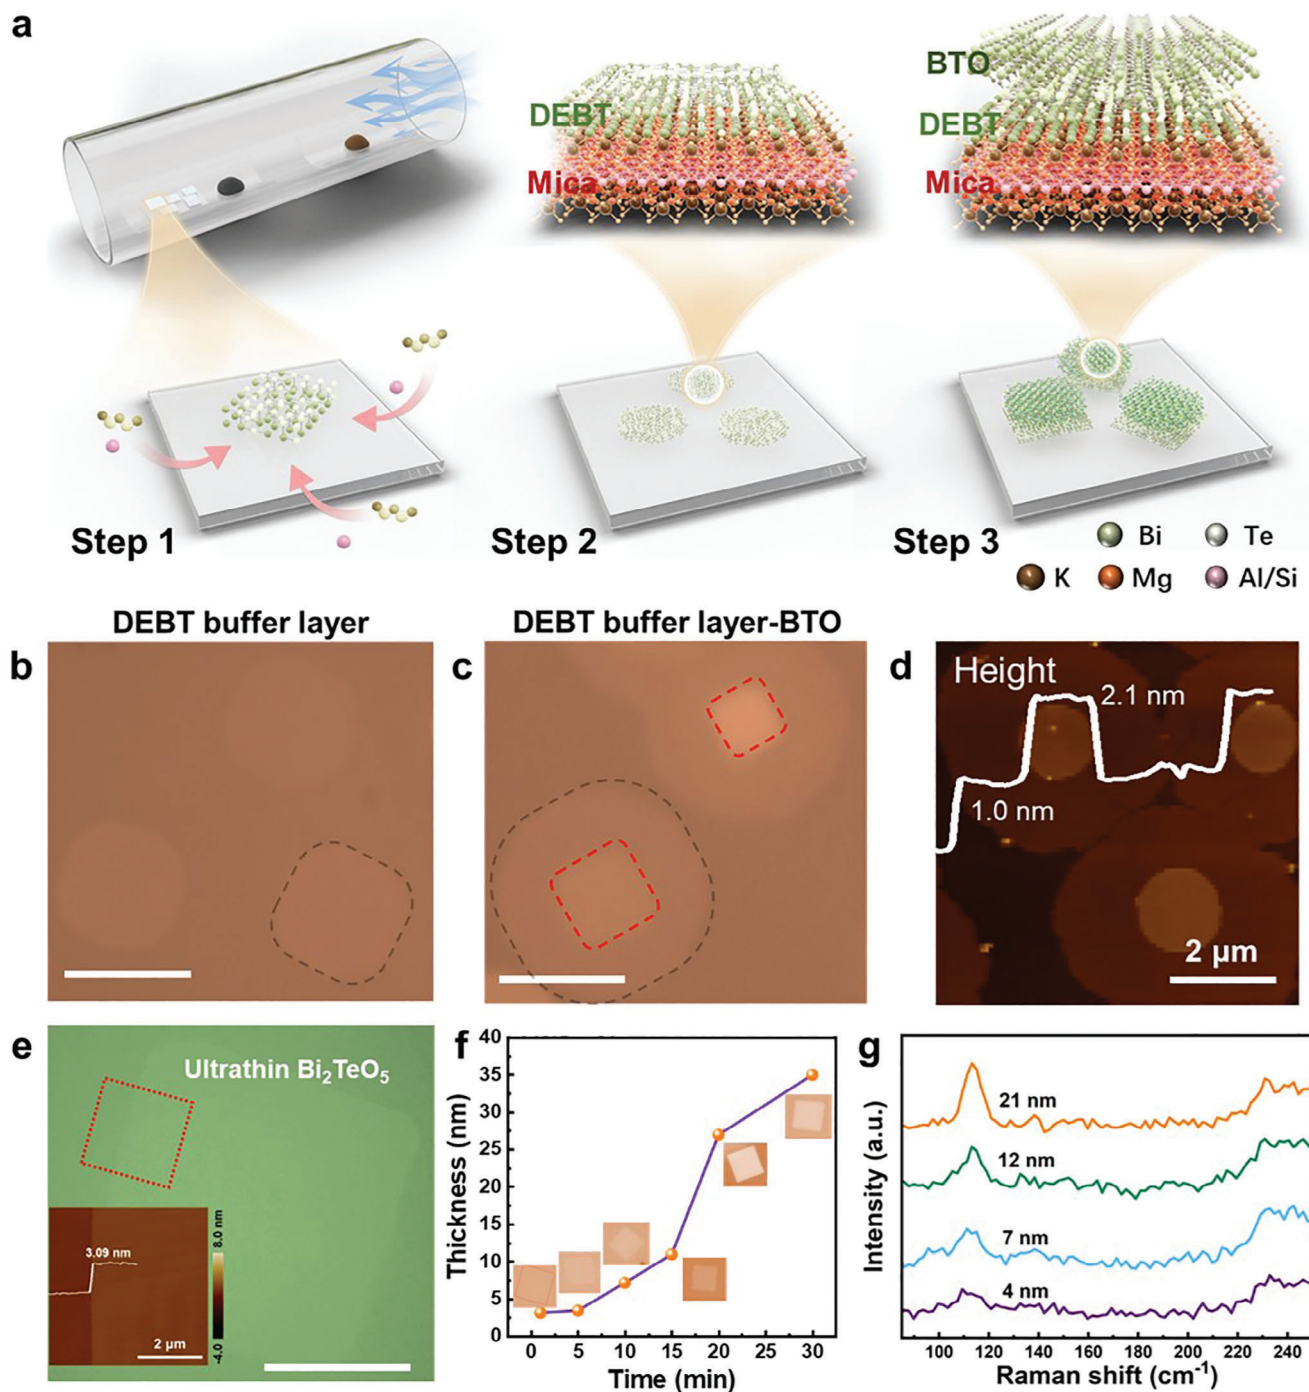 a
BTO
DEBT
DEBT
Mica
Mica
Step 1
Step 2
Step 3
Bi
Te
K
Mg
Al/Si
DEBT buffer layer
DEBT buffer layer-BTO
b
c
d
Height
2.1 nm
1.0 nm
2 μm
e
Ultrathin Bi₂TeO₅
3.09 nm
2 μm
8.0 nm
-4.0
f
Thickness (nm)
40
35
30
25
20
15
10
5
0
0 5 10 15 20 25 30
Time (min)
g
Intensity (a.u.)
21 nm
12 nm
7 nm
4 nm
100 120 140 160 180 200 220 240
Raman shift (cm⁻¹)